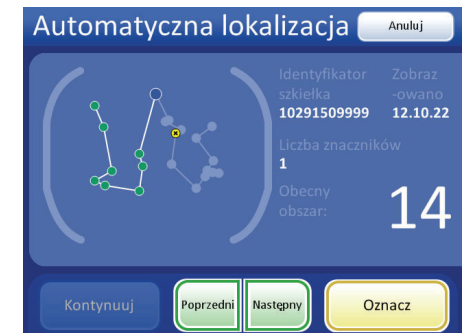 Automatyczna lokalizacja
Anuluj
Identyfikator
szkiełka
10291509999
Zobraz
-owano
12.10.22
Liczba znaczników
1
Obecny
obszar:
14
Kontynuuj
Poprzedni
Następny
Oznacz